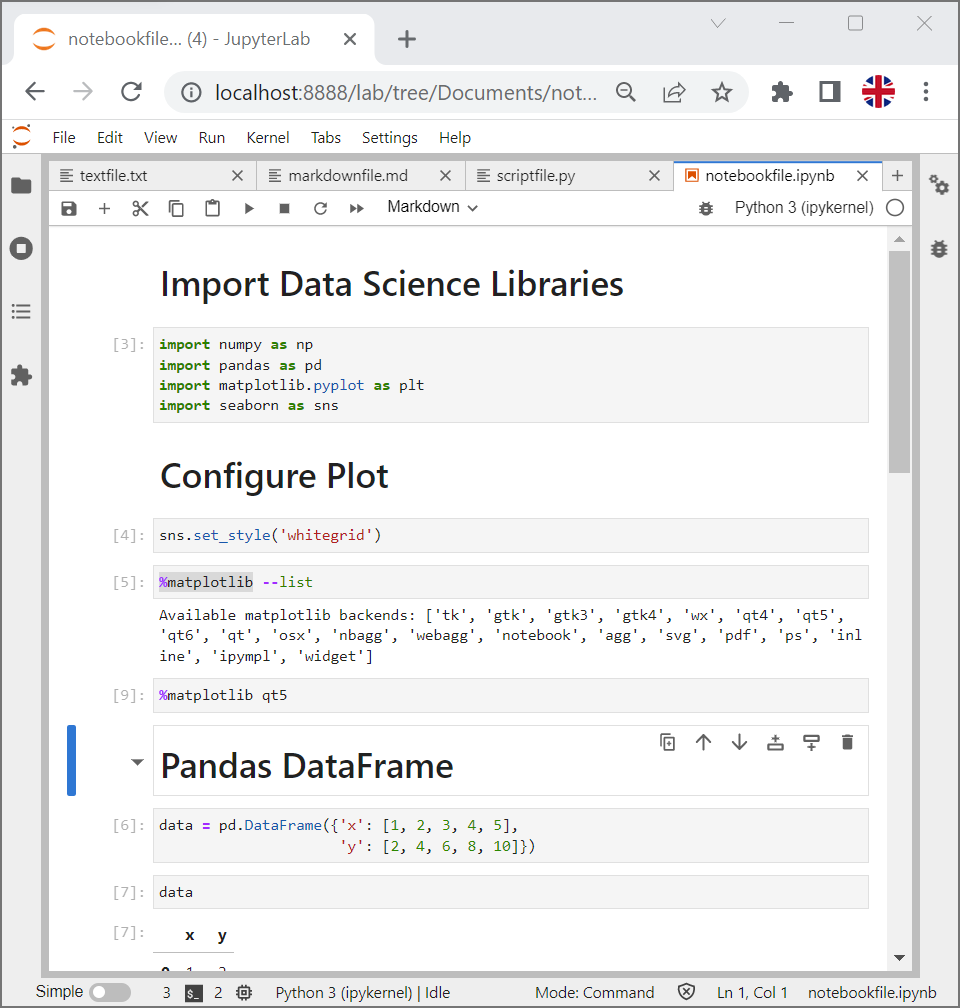 notebookfile... (4) - JupyterLab
localhost:8888/lab/tree/Documents/not...
File Edit View Run Kernel Tabs Settings Help
textfile.txt markdownfile.md scriptfile.py notebookfile.ipynb
Markdown Python 3 (ipykernel)
Import Data Science Libraries
[3]: import numpy as np
import pandas as pd
import matplotlib.pyplot as plt
import seaborn as sns
Configure Plot
[4]: sns.set_style('whitegrid')
[5]: %matplotlib --list
Available matplotlib backends: ['tk', 'gtk', 'gtk3', 'gtk4', 'wx', 'qt4', 'qt5',
'qt6', 'qt', 'osx', 'nbagg', 'webagg', 'notebook', 'agg', 'svg', 'pdf', 'ps', 'inl
ine', 'ipympl', 'widget']
[9]: %matplotlib qt5
Pandas DataFrame
[6]: data = pd.DataFrame({'x': [1, 2, 3, 4, 5],
'y': [2, 4, 6, 8, 10]})
[7]: data
[7]: x y
Simple 3 $_ 2 Python 3 (ipykernel) | Idle Mode: Command Ln 1, Col 1 notebookfile.ipynb